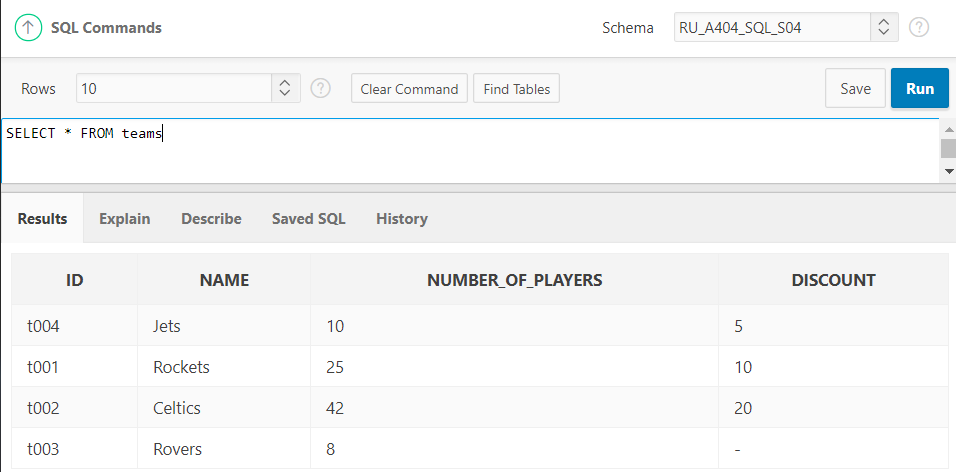 SQL Commands Schema RU_A404_SQL_S04 ?
Rows 10 ? Clear Command Find Tables Save Run
SELECT * FROM teams
Results Explain Describe Saved SQL History
ID NAME NUMBER_OF_PLAYERS DISCOUNT
t004 Jets 10 5
t001 Rockets 25 10
t002 Celtics 42 20
t003 Rovers 8 -